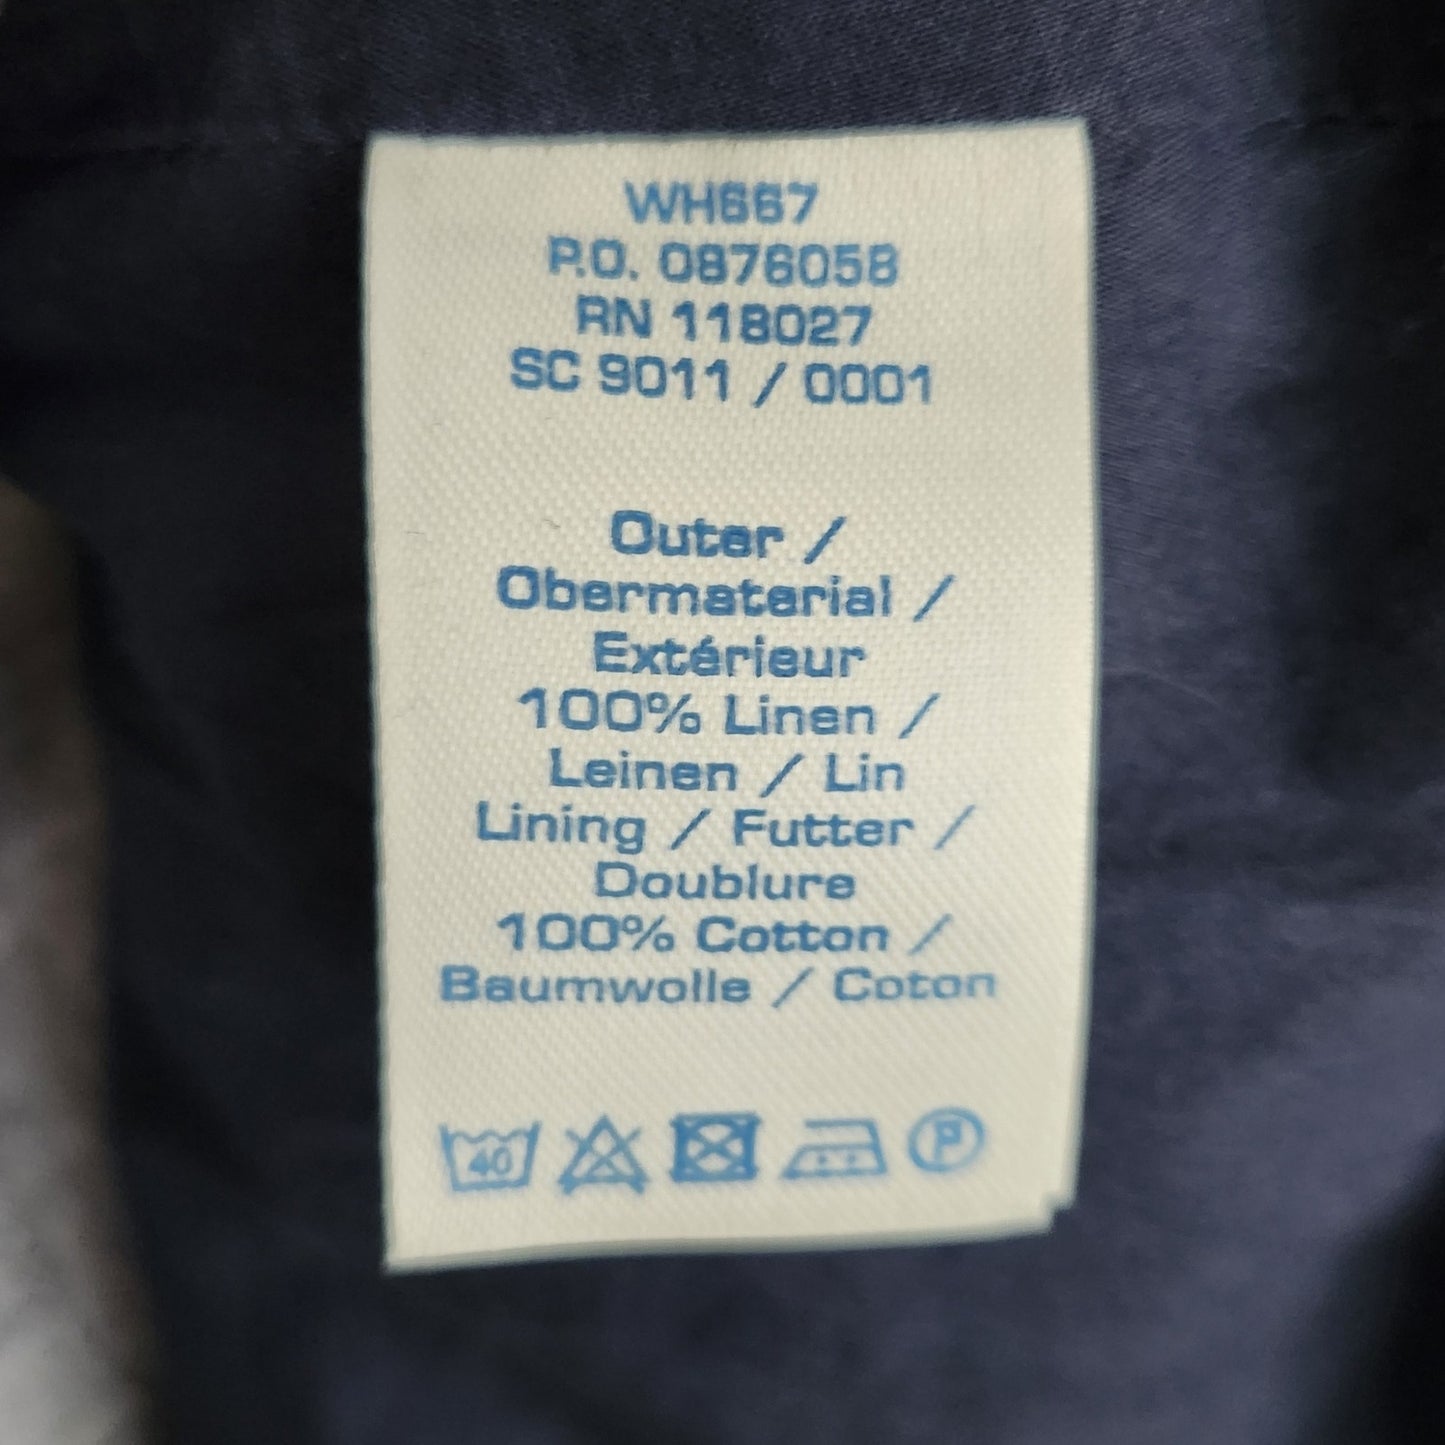 WH667
P.O. 0876058
RN 118027
SC 9011 / 0001
Outer /
Obermaterial /
Extérieur
100% Linen /
Leinen / Lin
Lining / Futter /
Doublure
100% Cotton /
Baumwolle / Coton
40 P